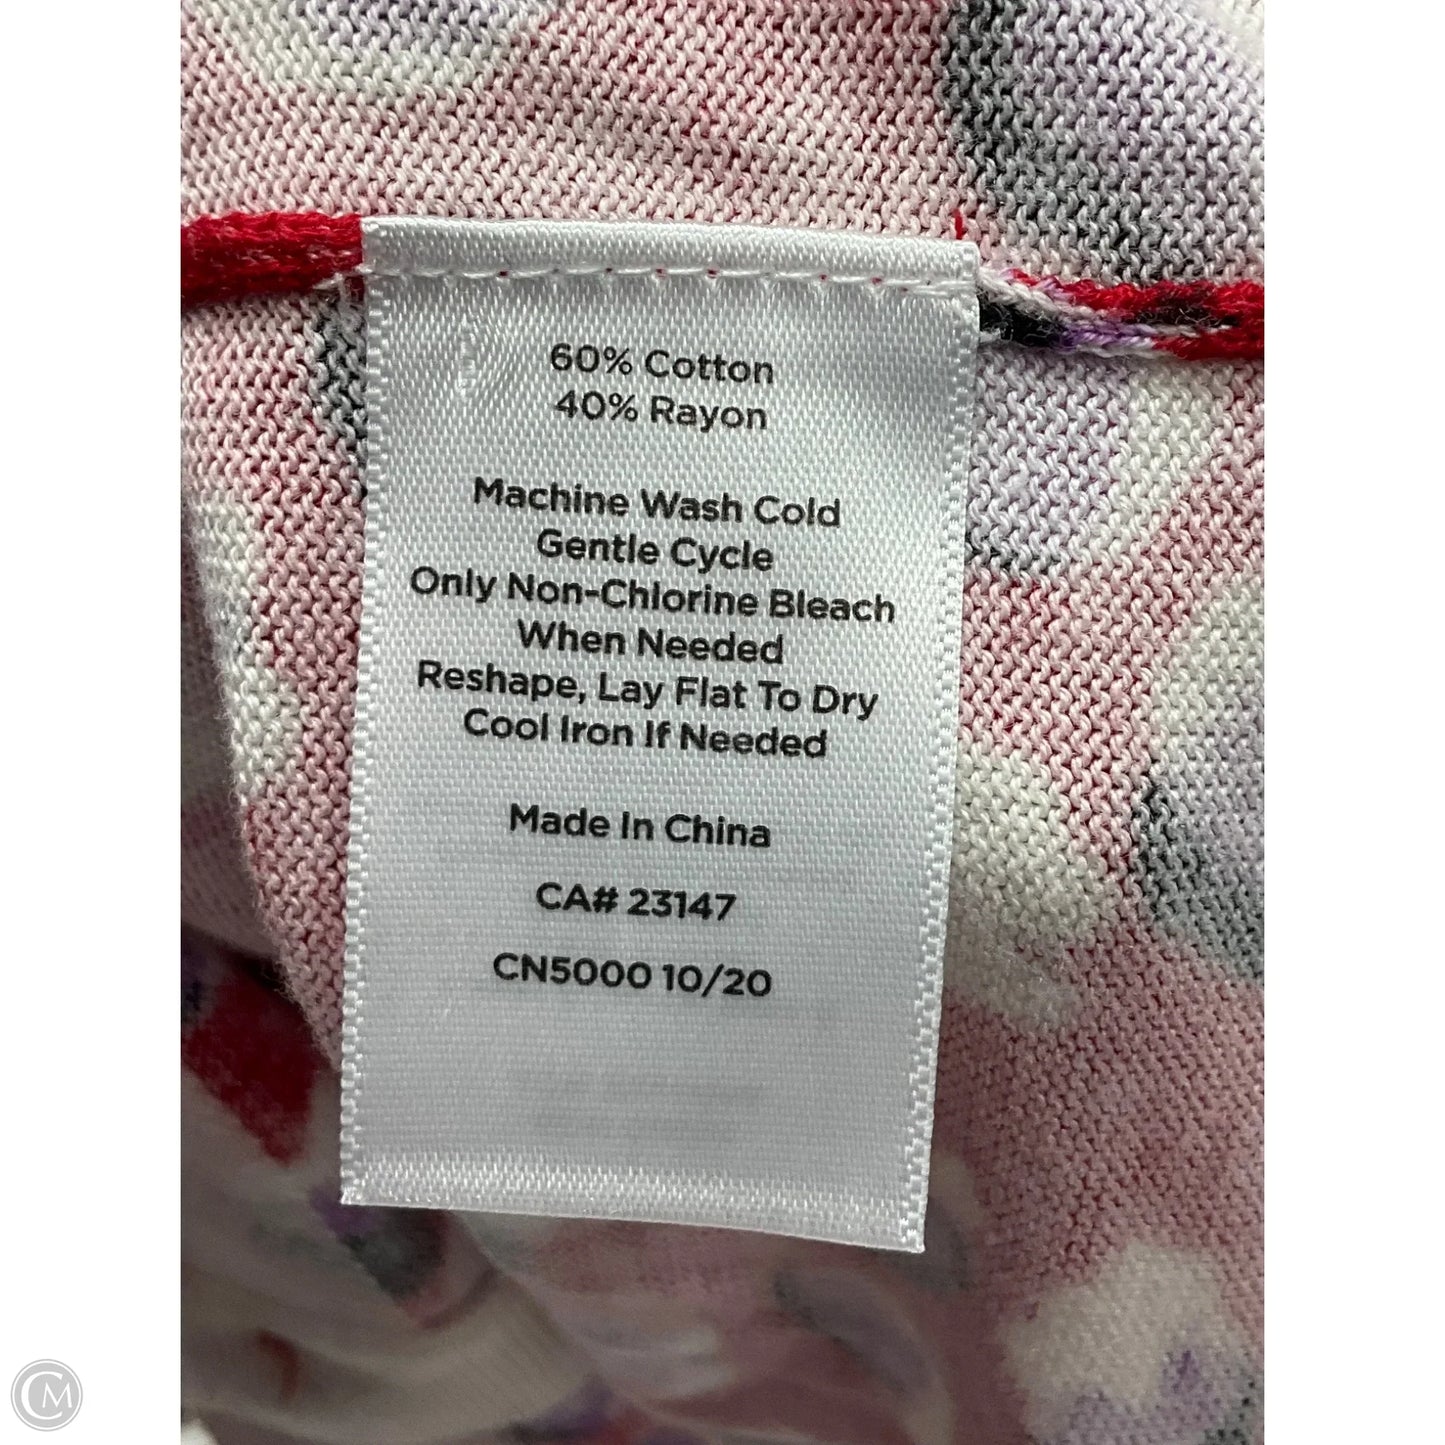 60% Cotton
40% Rayon
Machine Wash Cold
Gentle Cycle
Only Non-Chlorine Bleach
When Needed
Reshape, Lay Flat To Dry
Cool Iron If Needed
Made In China
CA# 23147
CN5000 10/20
CM